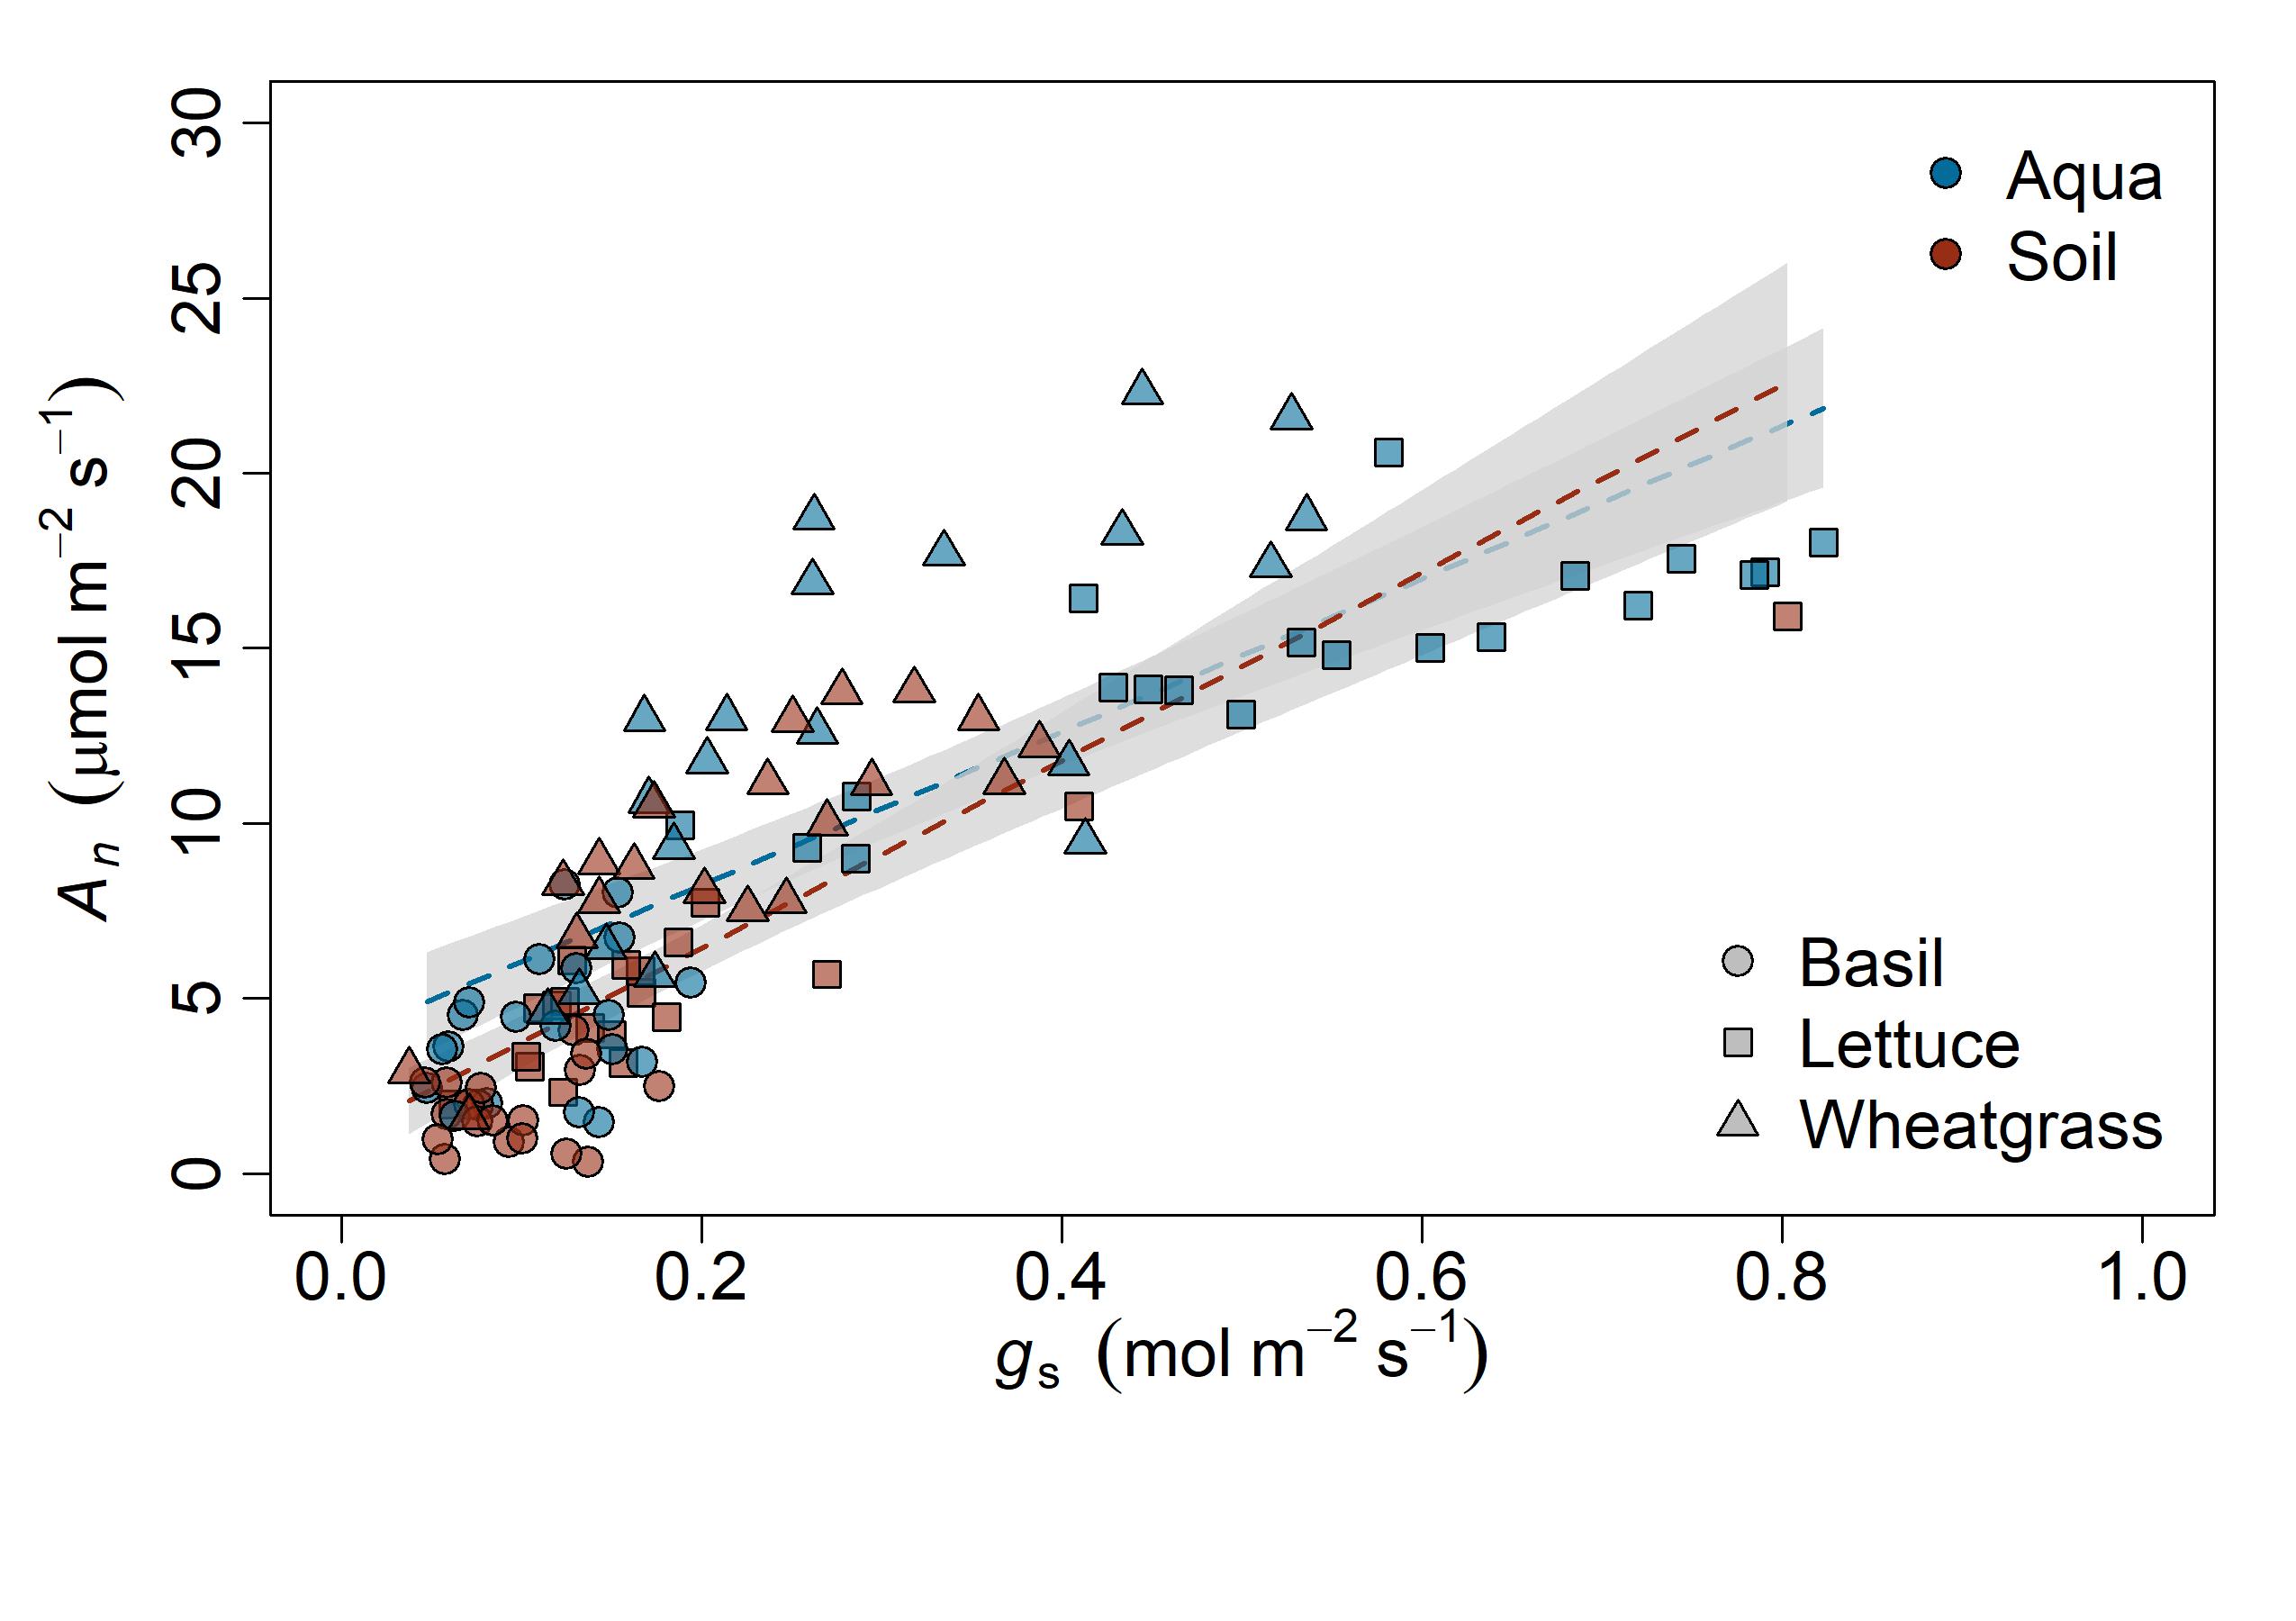 30
25
20
15
10
5
0
Aₙ (μmol m⁻² s⁻¹)
Aqua
Soil
Basil
Lettuce
Wheatgrass
0.0 0.2 0.4 0.6 0.8 1.0
gₛ (mol m⁻² s⁻¹)